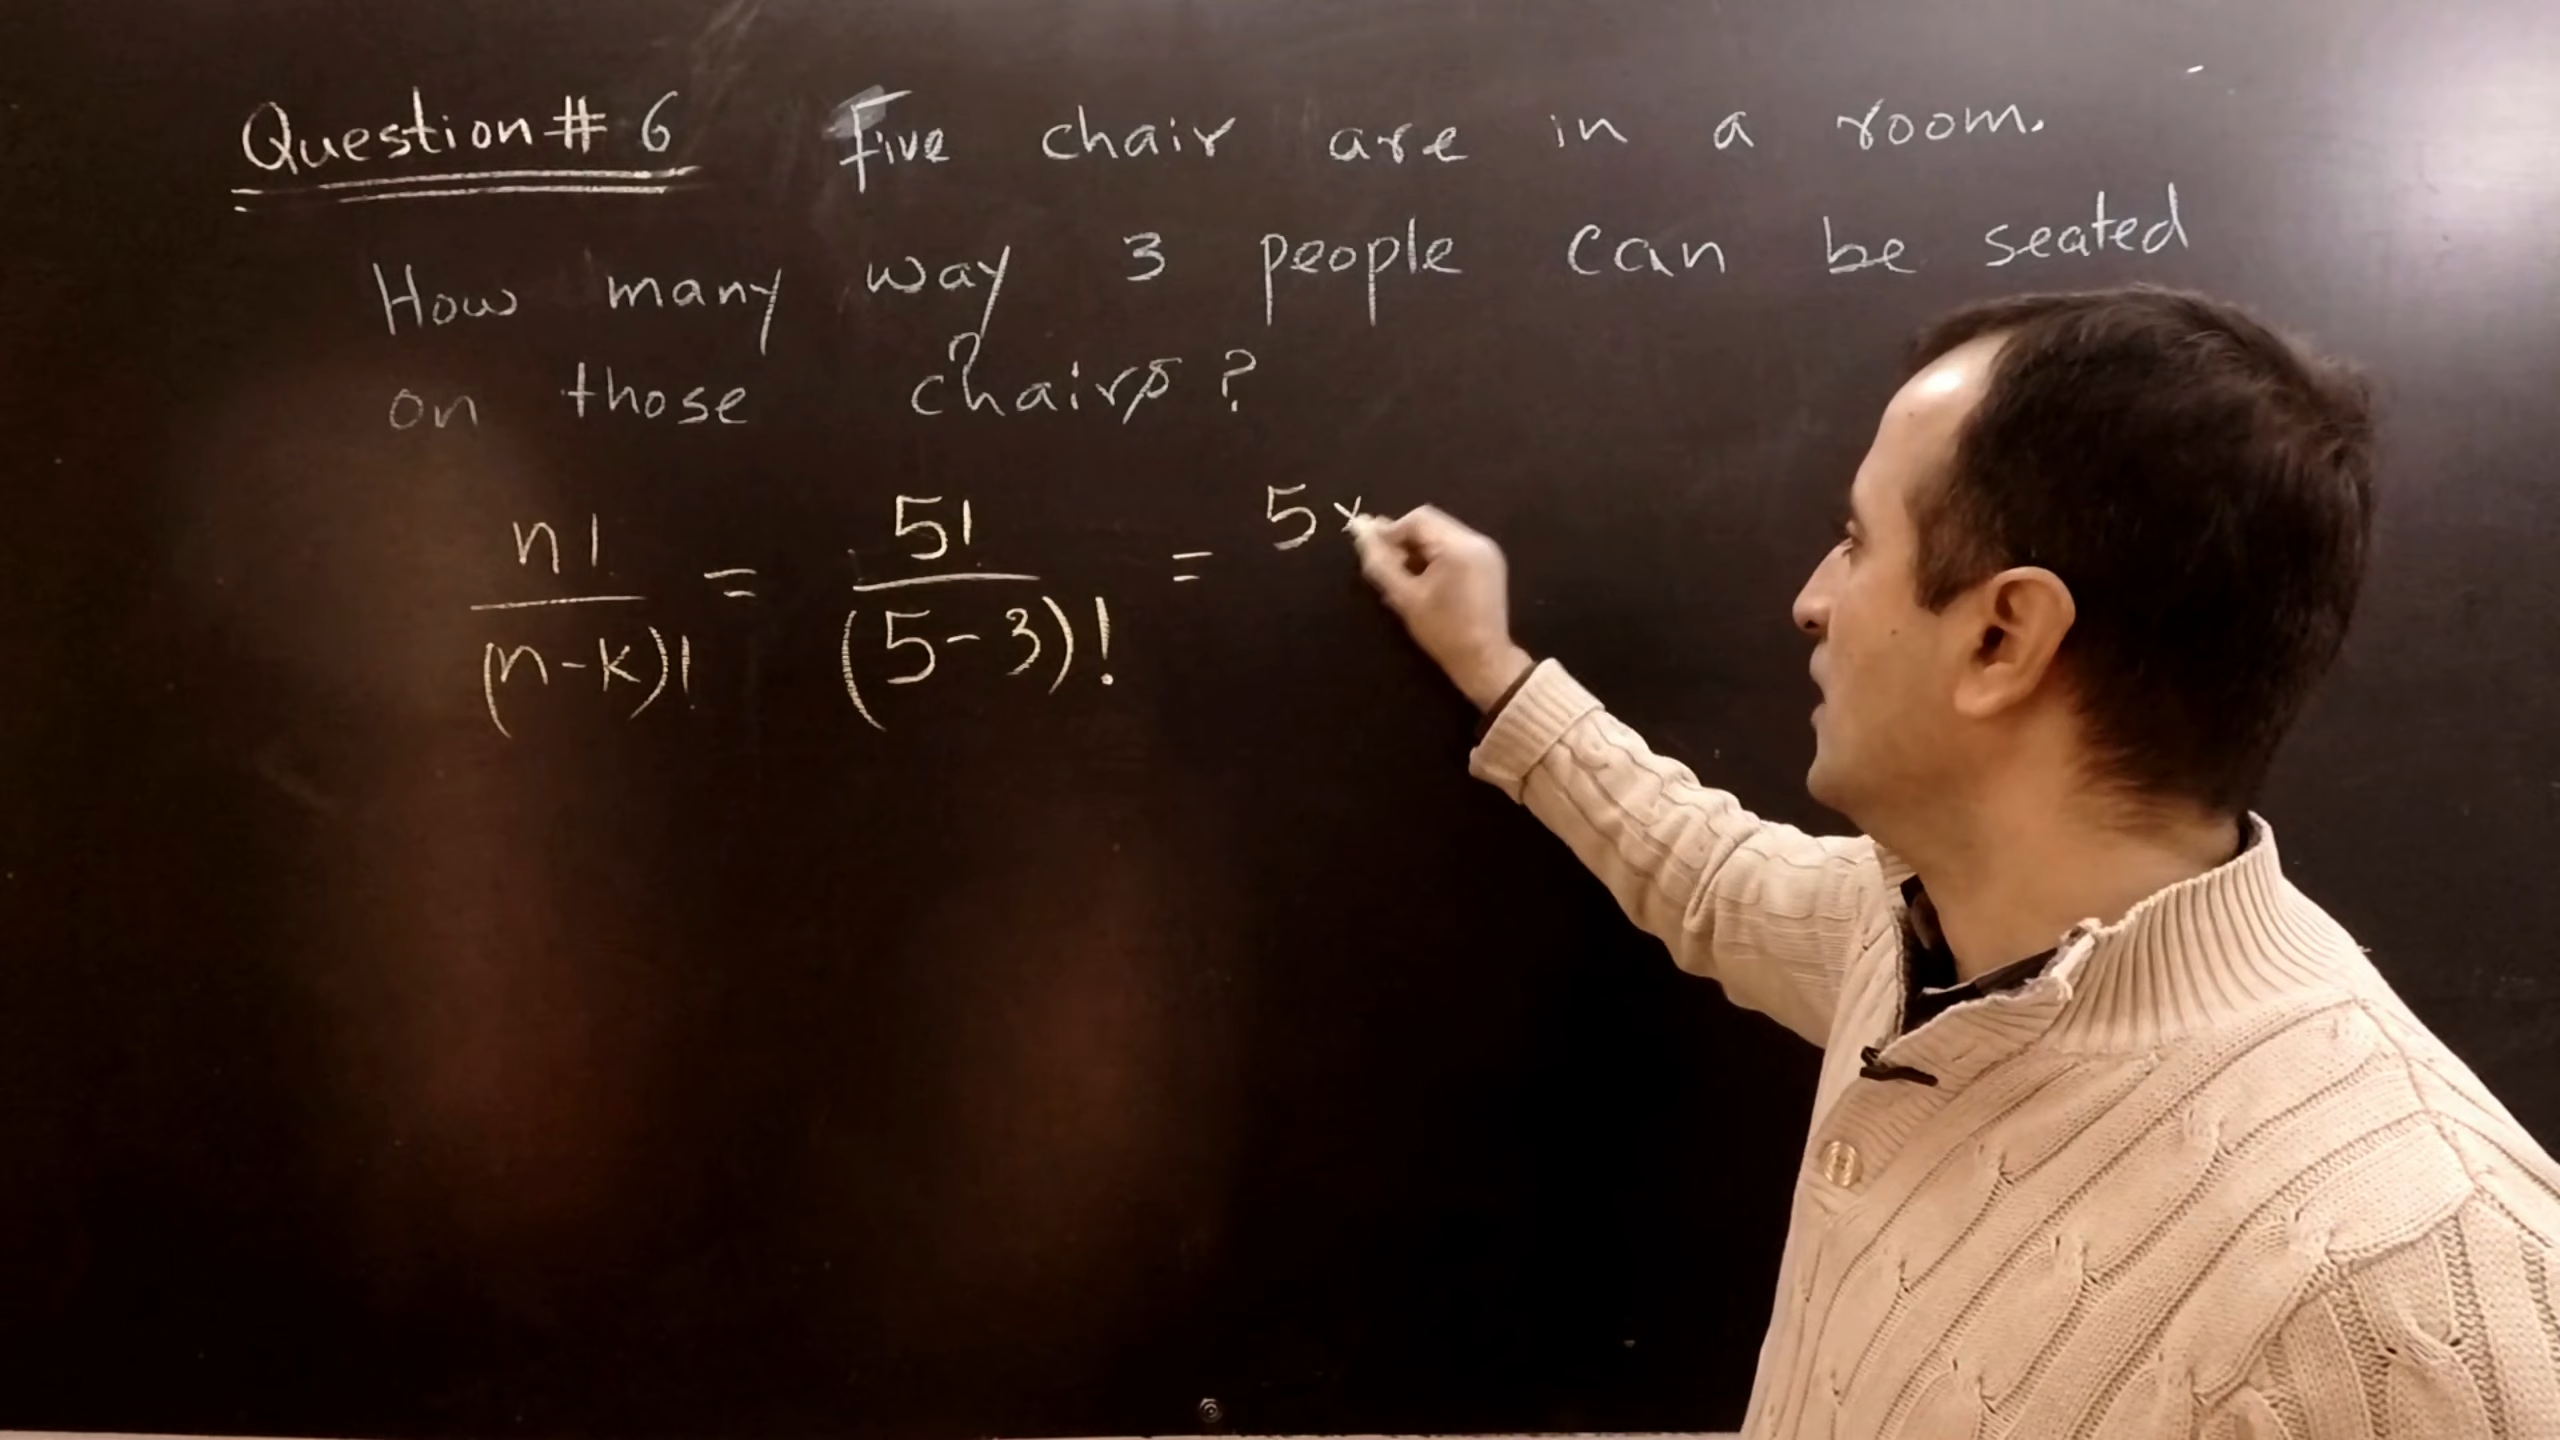 Question # 6 Five chair are in a room.
How many way 3 people can be seated
on those chairs?
n! / (n-k)! = 5! / (5-3)! = 5×